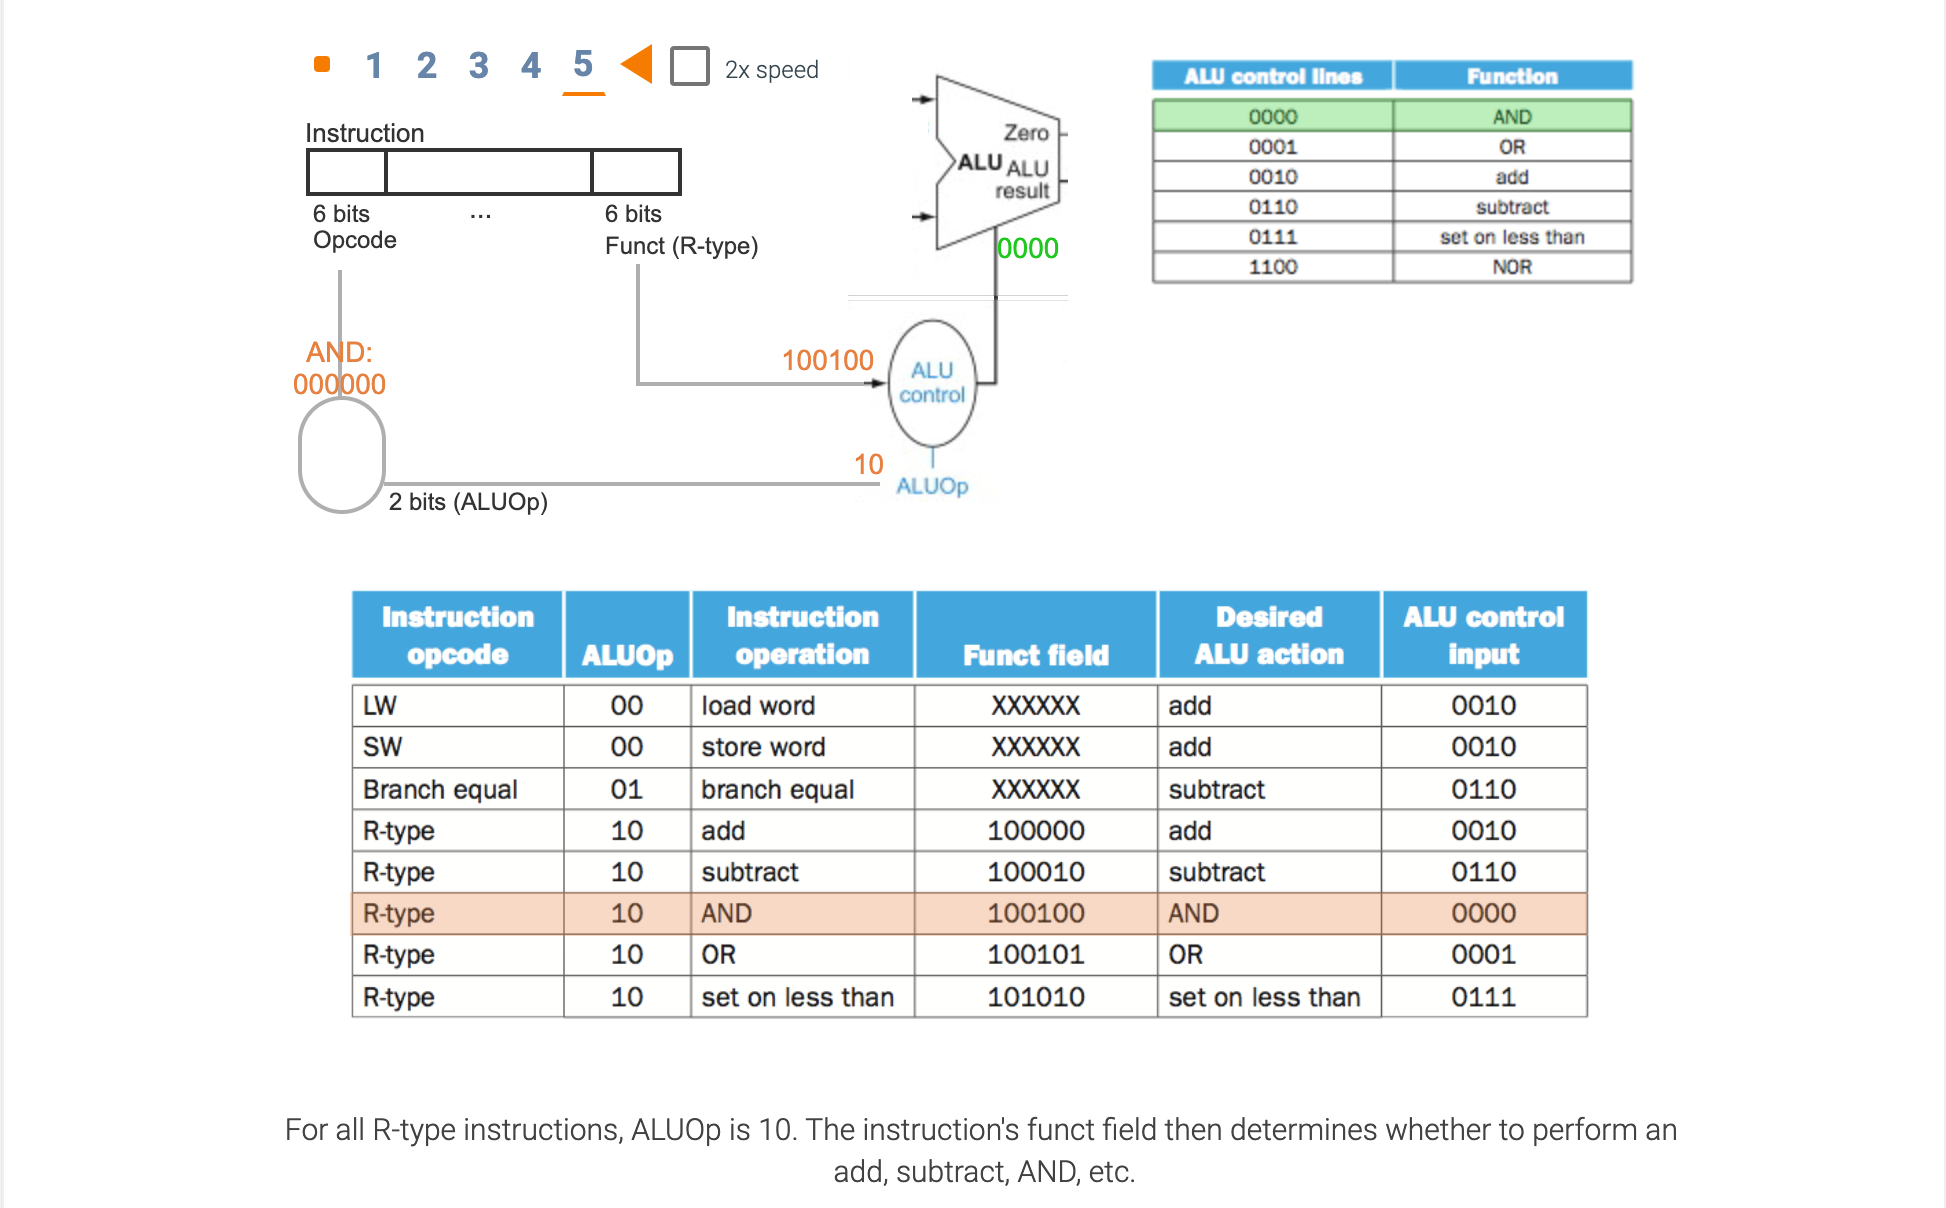 1 2 3 4 5 2x speed
Instruction
6 bits ... 6 bits
Opcode Funct (R-type)
AND:
000000
2 bits (ALUOp)
100100
10
Zero
ALU ALU
result
0000
ALU
control
ALUOp
ALU control lines Function
0000 AND
0001 OR
0010 add
0110 subtract
0111 set on less than
1100 NOR
Instruction opcode ALUOp Instruction operation Funct field Desired ALU action ALU control input
LW 00 load word XXXXXX add 0010
SW 00 store word XXXXXX add 0010
Branch equal 01 branch equal XXXXXX subtract 0110
R-type 10 add 100000 add 0010
R-type 10 subtract 100010 subtract 0110
R-type 10 AND 100100 AND 0000
R-type 10 OR 100101 OR 0001
R-type 10 set on less than 101010 set on less than 0111
For all R-type instructions, ALUOp is 10. The instruction's funct field then determines whether to perform an
add, subtract, AND, etc.